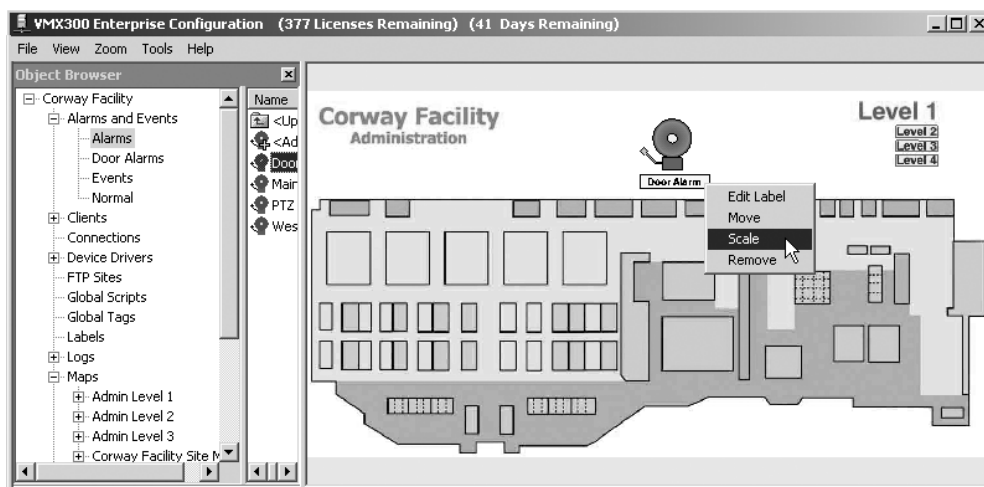 VMX300 Enterprise Configuration (377 Licenses Remaining) (41 Days Remaining)
File View Zoom Tools Help
Object Browser
Corway Facility
Alarms and Events
Alarms
Door Alarms
Events
Normal
Clients
Connections
Device Drivers
FTP Sites
Global Scripts
Global Tags
Labels
Logs
Maps
Admin Level 1
Admin Level 2
Admin Level 3
Corway Facility Site M
Name
<Up
<Ad
Door
Main
PTZ
Wes
Corway Facility
Administration
Level 1
Level 2
Level 3
Level 4
Door Alarm
Edit Label
Move
Scale
Remove